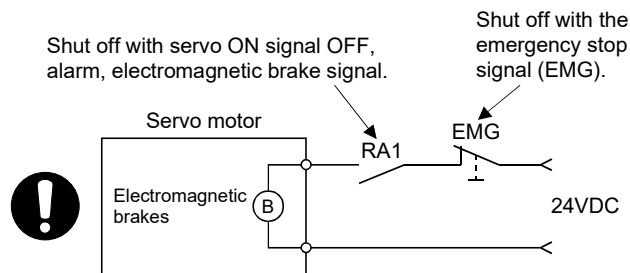 Shut off with servo ON signal OFF,
alarm, electromagnetic brake signal.
Shut off with the
emergency stop
signal (EMG).
Servo motor
RA1
EMG
Electromagnetic
brakes
B
24VDC